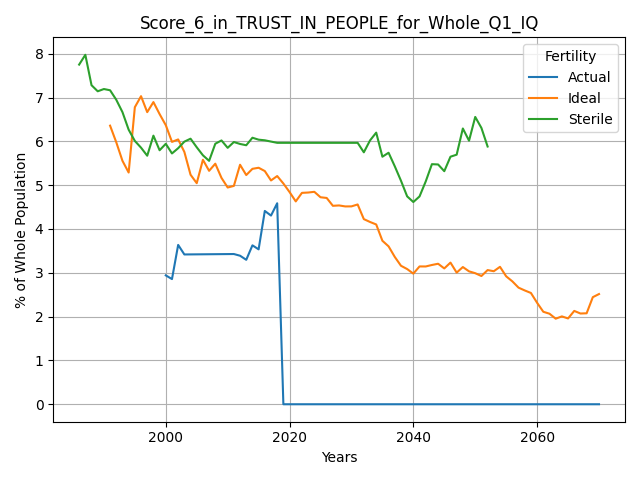 Score_6_in_TRUST_IN_PEOPLE_for_Whole_Q1_IQ
Fertility
Actual
Ideal
Sterile
% of Whole Population
8
7
6
5
4
3
2
1
0
2000 2020 2040 2060
Years